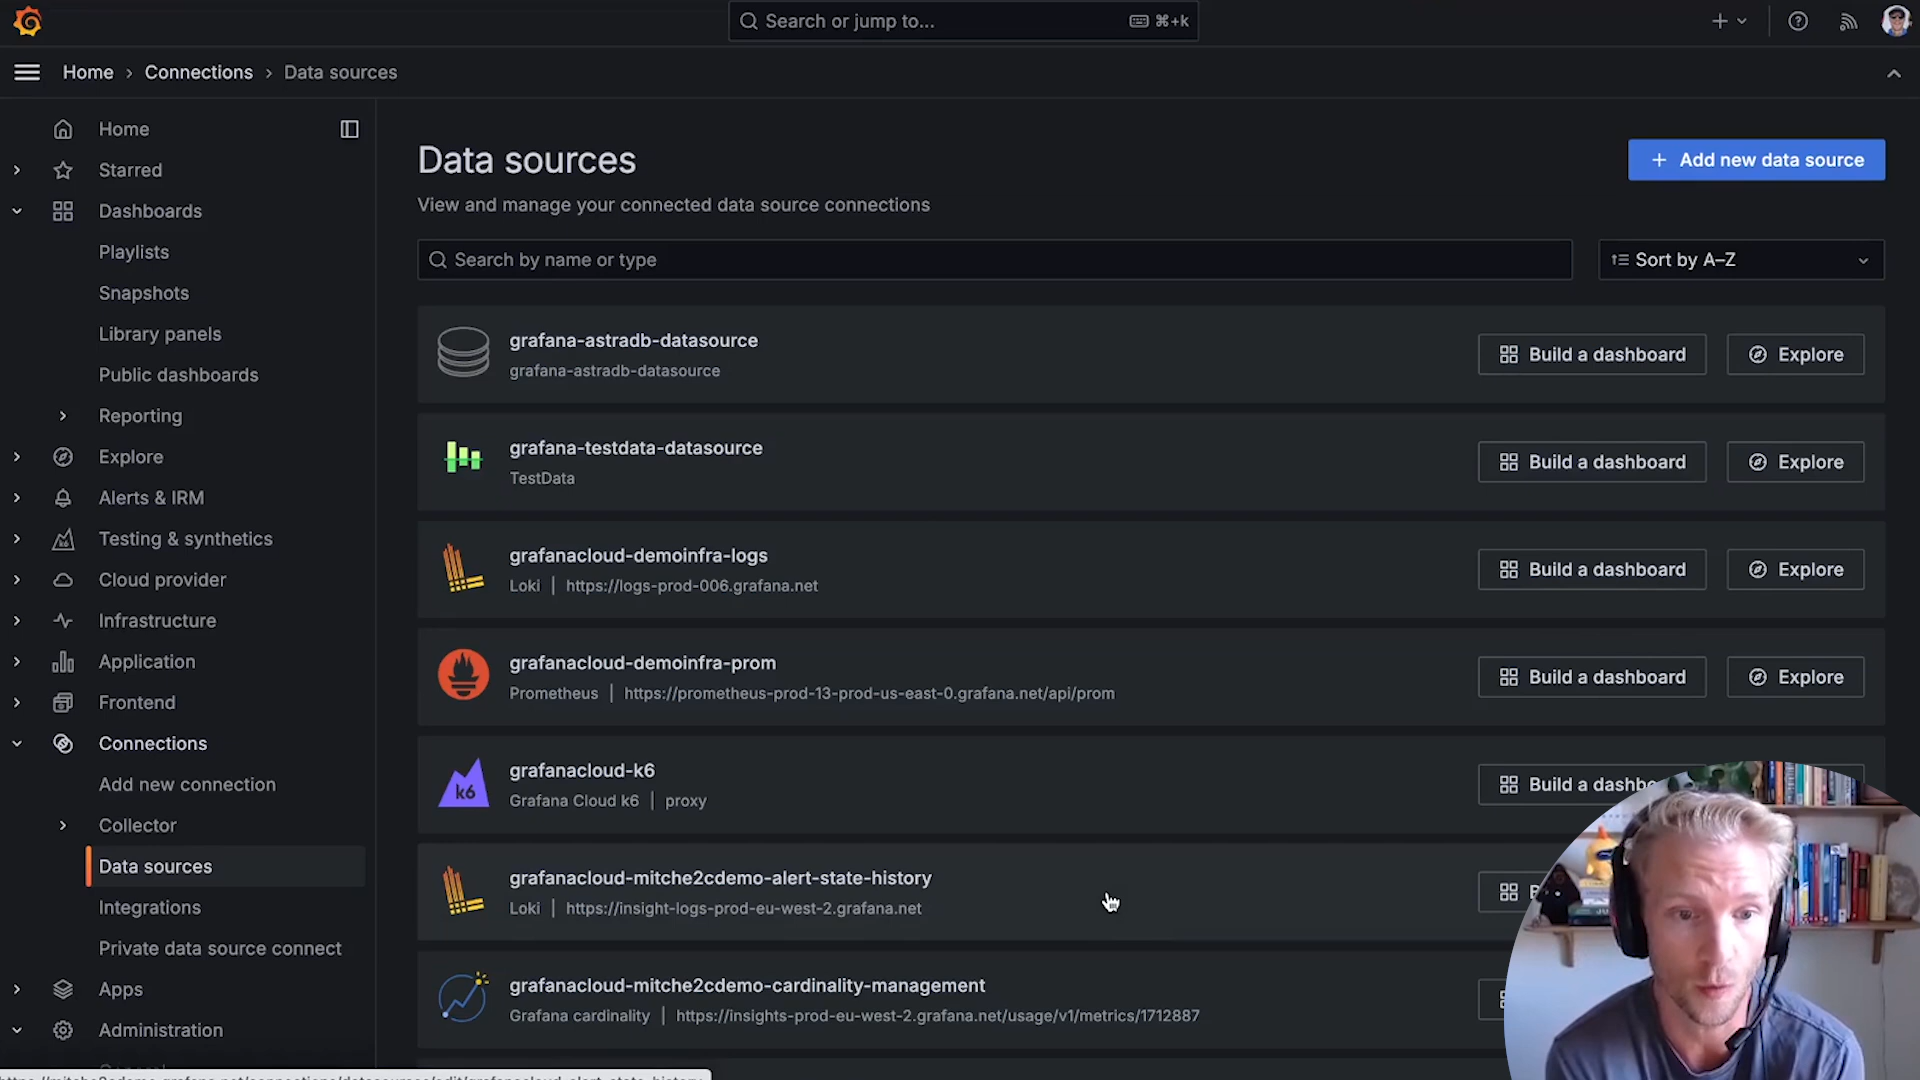 Search or jump to...
⌘+k
Home › Connections › Data sources
Home
Starred
Dashboards
Playlists
Snapshots
Library panels
Public dashboards
Reporting
Explore
Alerts & IRM
Testing & synthetics
Cloud provider
Infrastructure
Application
Frontend
Connections
Add new connection
Collector
Data sources
Integrations
Private data source connect
Apps
Administration
Data sources
Add new data source
View and manage your connected data source connections
Search by name or type
Sort by A–Z
grafana-astradb-datasource
grafana-astradb-datasource
Build a dashboard
Explore
grafana-testdata-datasource
TestData
Build a dashboard
Explore
grafanacloud-demoinfra-logs
Loki | https://logs-prod-006.grafana.net
Build a dashboard
Explore
grafanacloud-demoinfra-prom
Prometheus | https://prometheus-prod-13-prod-us-east-0.grafana.net/api/prom
Build a dashboard
Explore
k6
grafanacloud-k6
Grafana Cloud k6 | proxy
Build a dashbo
grafanacloud-mitche2cdemo-alert-state-history
Loki | https://insight-logs-prod-eu-west-2.grafana.net
grafanacloud-mitche2cdemo-cardinality-management
Grafana cardinality | https://insights-prod-eu-west-2.grafana.net/usage/v1/metrics/1712887